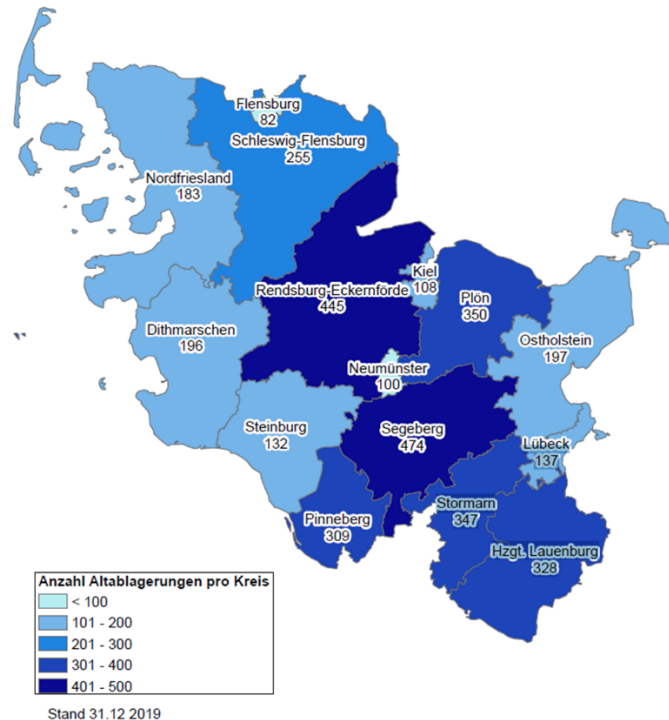 Flensburg
82
Schleswig-Flensburg
255
Nordfriesland
183
Kiel
108
Rendsburg-Eckernförde
445
Plön
350
Dithmarschen
196
Ostholstein
197
Neumünster
100
Steinburg
132
Segeberg
474
Lübeck
137
Stormarn
347
Pinneberg
309
Hzgt. Lauenburg
328
Anzahl Altablagerungen pro Kreis
< 100
101 - 200
201 - 300
301 - 400
401 - 500
Stand 31.12 2019